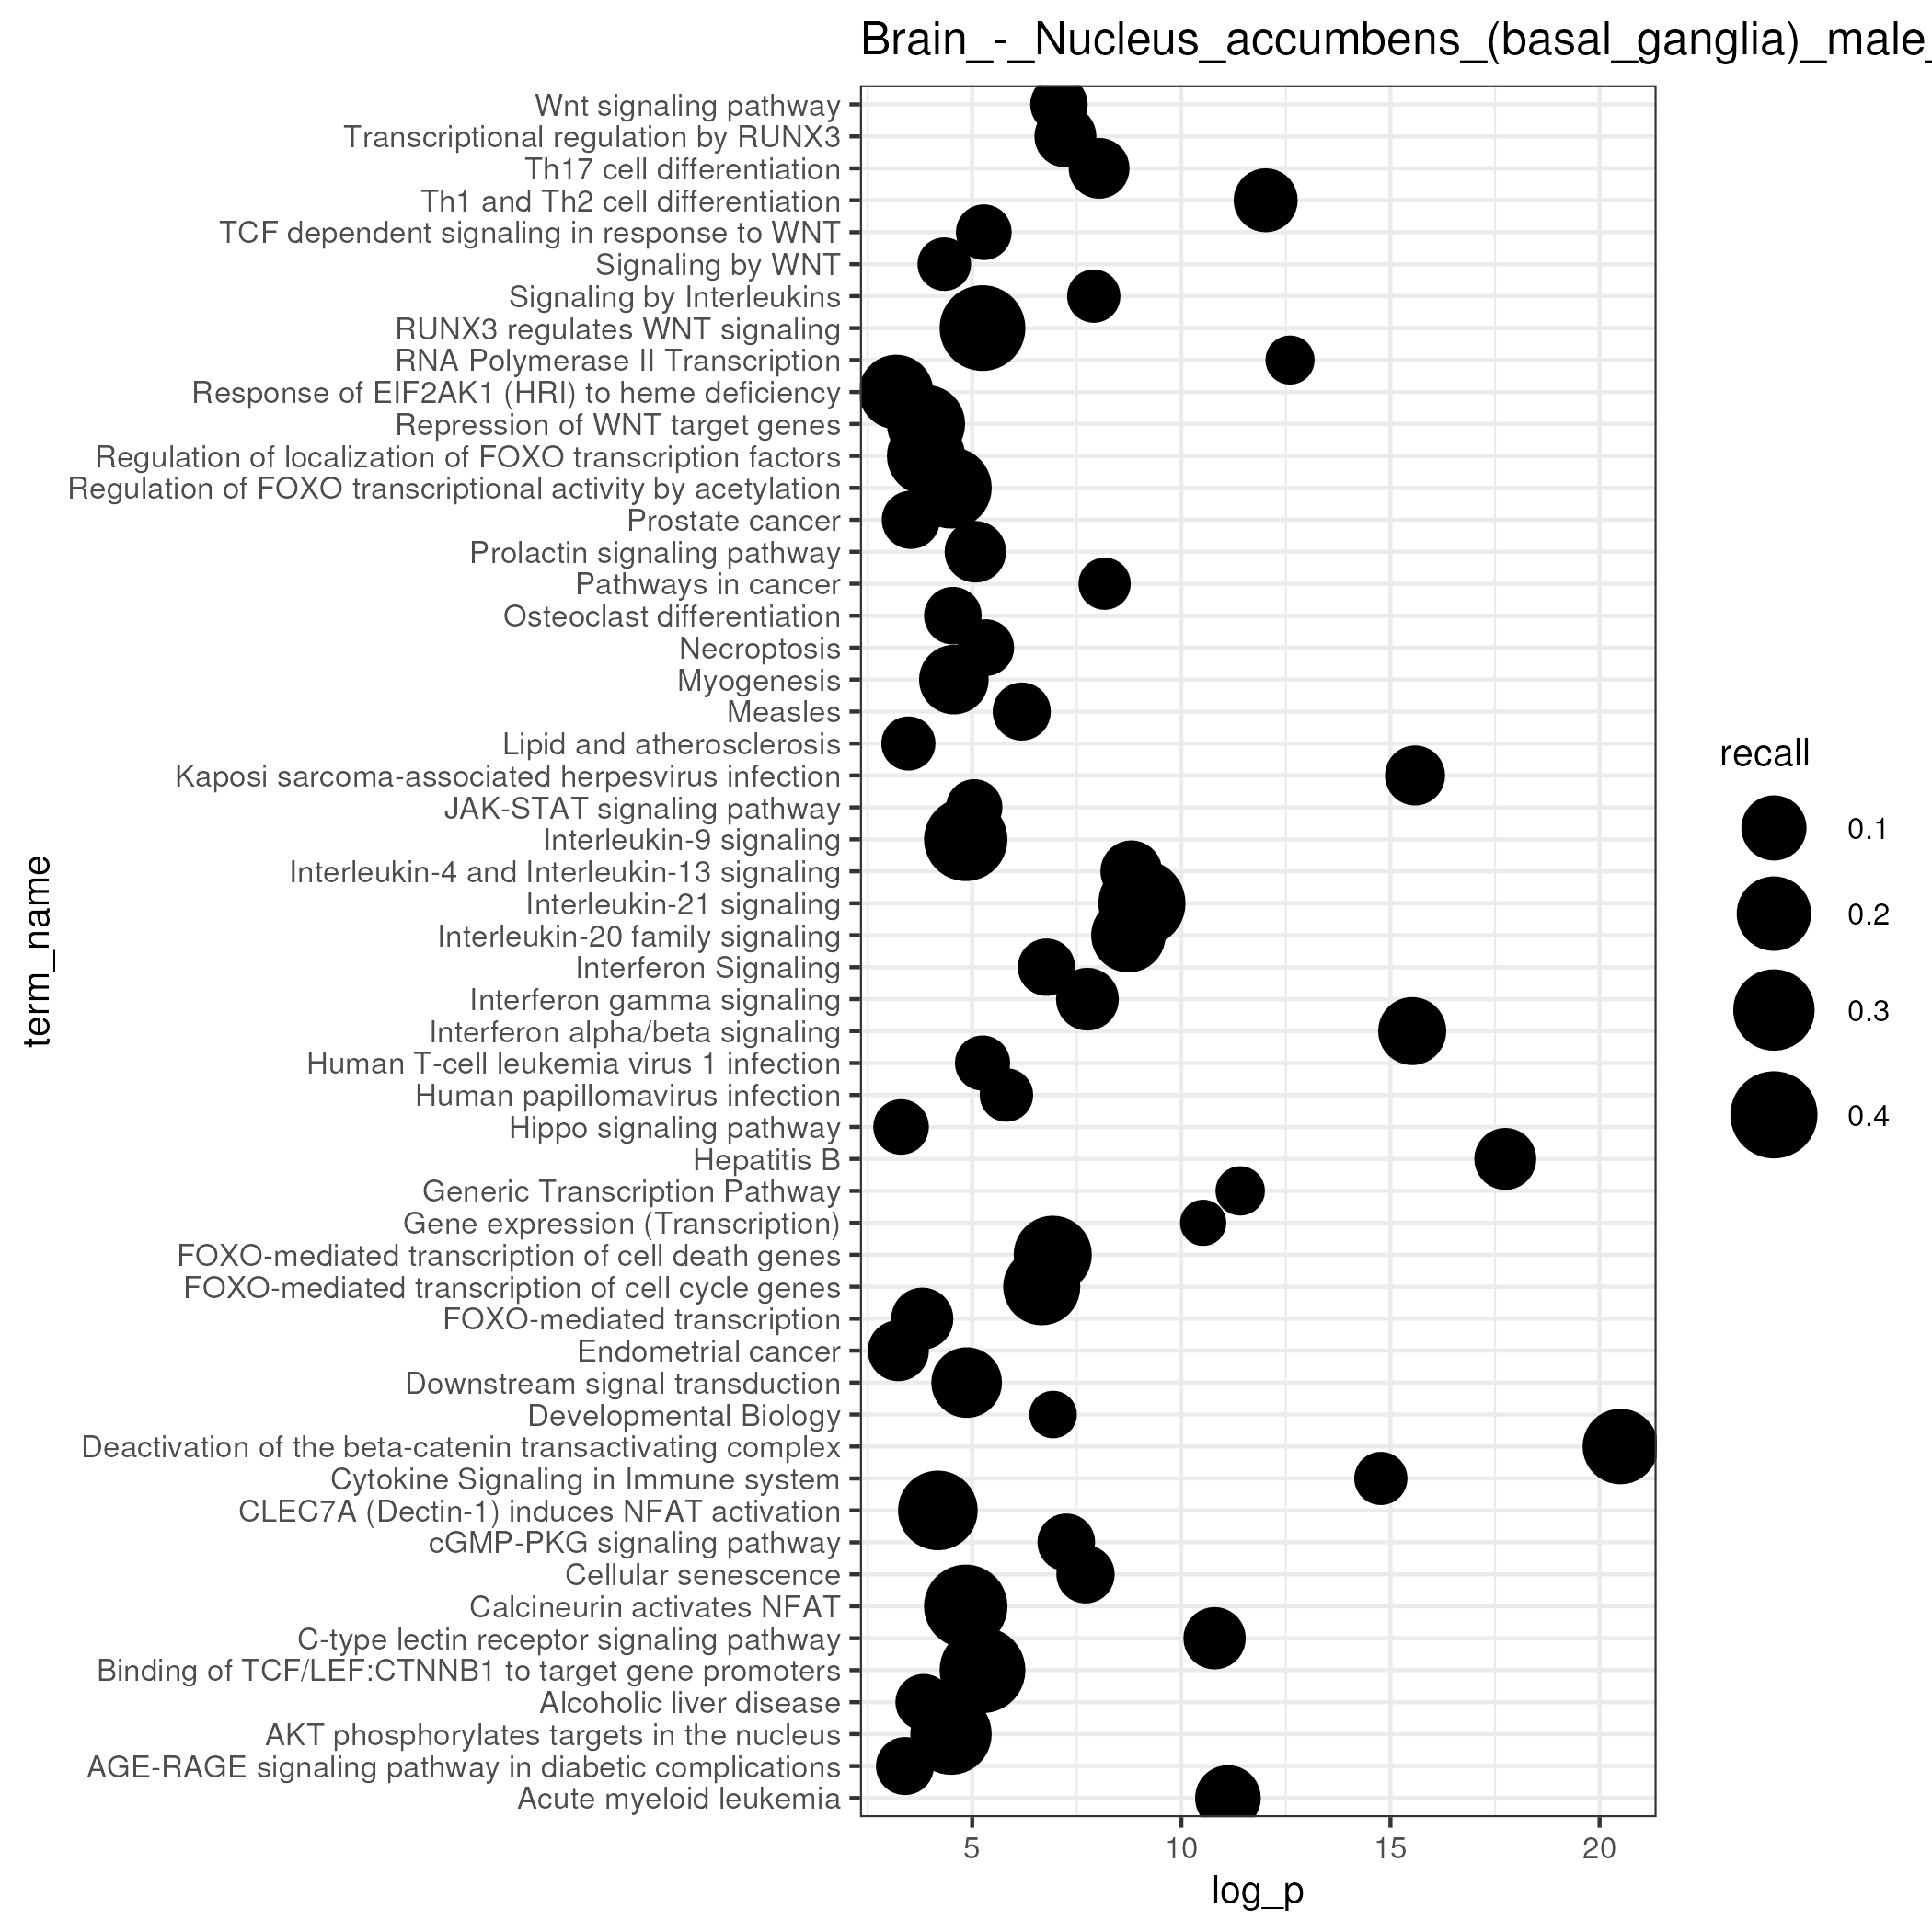 Brain_-_Nucleus_accumbens_(basal_ganglia)_male_
Wnt signaling pathway
Transcriptional regulation by RUNX3
Th17 cell differentiation
Th1 and Th2 cell differentiation
TCF dependent signaling in response to WNT
Signaling by WNT
Signaling by Interleukins
RUNX3 regulates WNT signaling
RNA Polymerase II Transcription
Response of EIF2AK1 (HRI) to heme deficiency
Repression of WNT target genes
Regulation of localization of FOXO transcription factors
Regulation of FOXO transcriptional activity by acetylation
Prostate cancer
Prolactin signaling pathway
Pathways in cancer
Osteoclast differentiation
Necroptosis
Myogenesis
Measles
Lipid and atherosclerosis
Kaposi sarcoma-associated herpesvirus infection
JAK-STAT signaling pathway
Interleukin-9 signaling
Interleukin-4 and Interleukin-13 signaling
Interleukin-21 signaling
Interleukin-20 family signaling
Interferon Signaling
Interferon gamma signaling
Interferon alpha/beta signaling
Human T-cell leukemia virus 1 infection
Human papillomavirus infection
Hippo signaling pathway
Hepatitis B
Generic Transcription Pathway
Gene expression (Transcription)
FOXO-mediated transcription of cell death genes
FOXO-mediated transcription of cell cycle genes
FOXO-mediated transcription
Endometrial cancer
Downstream signal transduction
Developmental Biology
Deactivation of the beta-catenin transactivating complex
Cytokine Signaling in Immune system
CLEC7A (Dectin-1) induces NFAT activation
cGMP-PKG signaling pathway
Cellular senescence
Calcineurin activates NFAT
C-type lectin receptor signaling pathway
Binding of TCF/LEF:CTNNB1 to target gene promoters
Alcoholic liver disease
AKT phosphorylates targets in the nucleus
AGE-RAGE signaling pathway in diabetic complications
Acute myeloid leukemia
term_name
5 10 15 20
log_p
recall
0.1
0.2
0.3
0.4